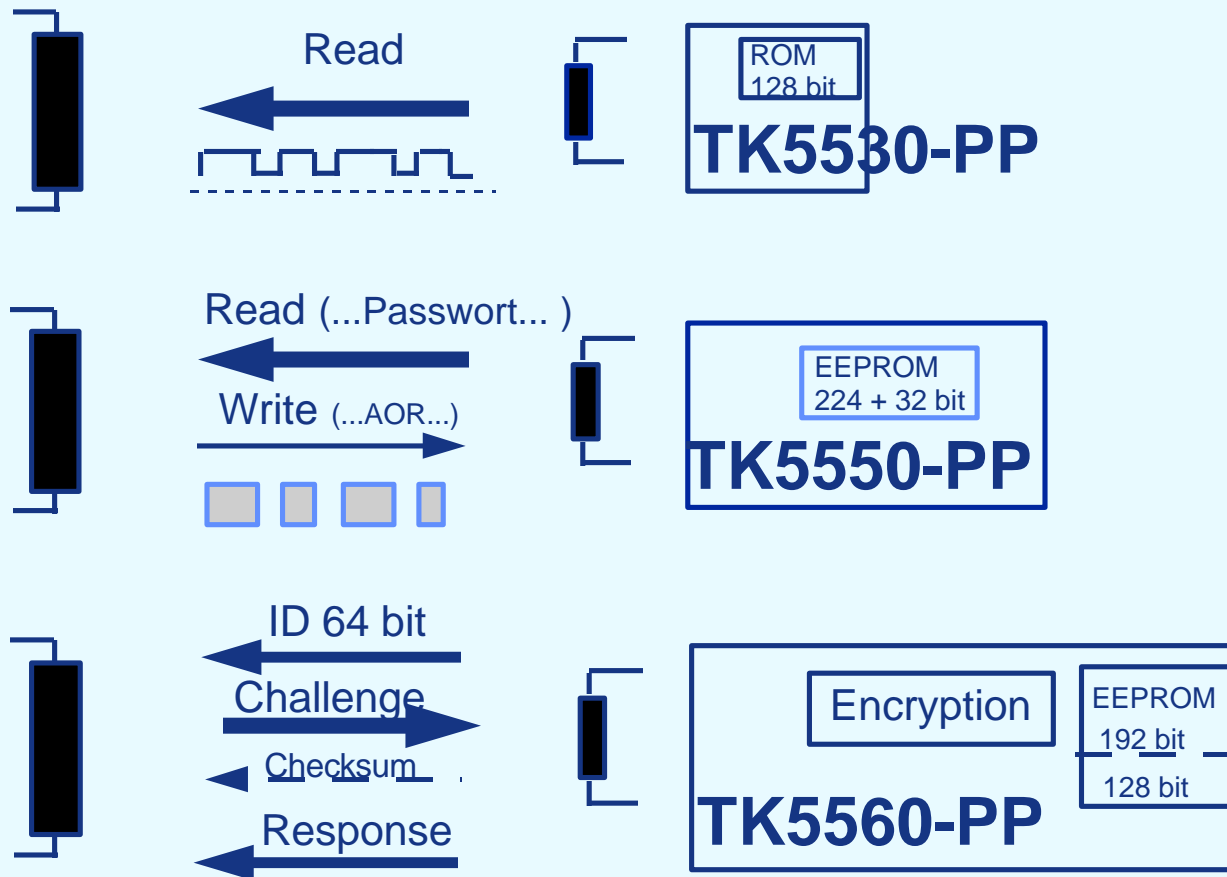 Read
ROM
128 bit
TK5530-PP
Read (...Passwort... )
Write (...AOR...)
EEPROM
224 + 32 bit
TK5550-PP
ID 64 bit
Challenge
Checksum
Response
Encryption
EEPROM
192 bit
128 bit
TK5560-PP